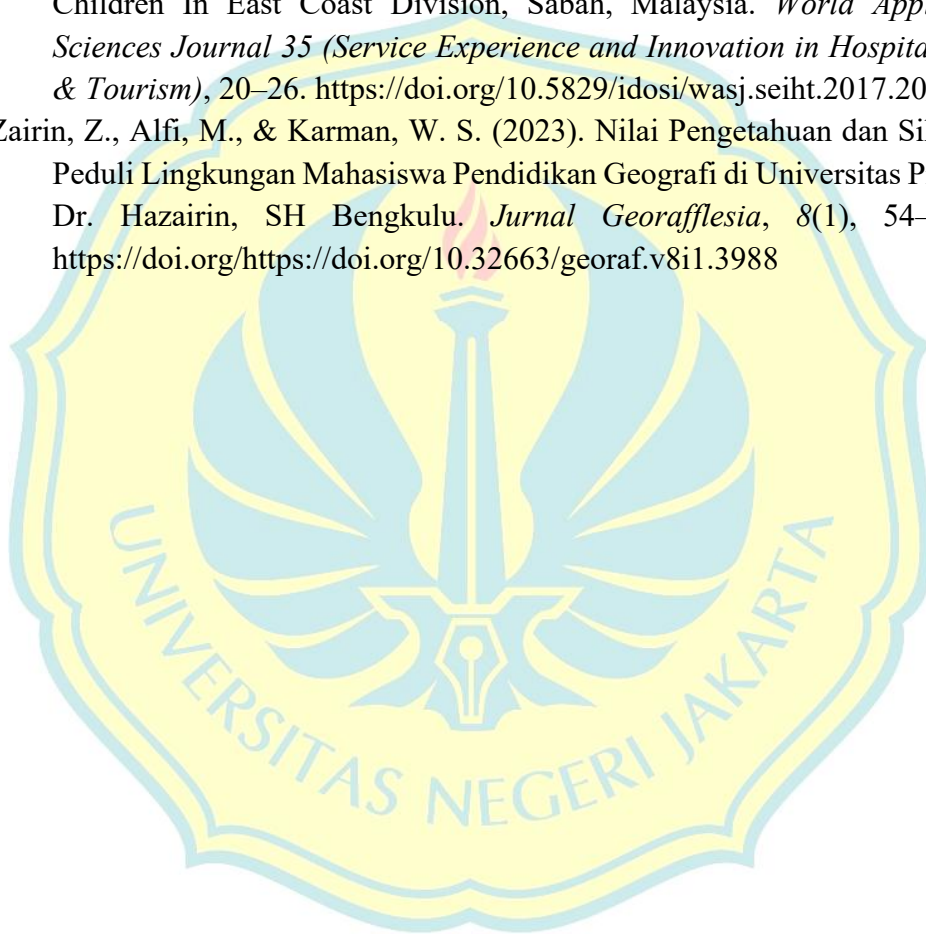 Children In East Coast Division, Sabah, Malaysia. World App
Sciences Journal 35 (Service Experience and Innovation in Hospita
& Tourism), 20–26. https://doi.org/10.5829/idosi/wasj.seiht.2017.20
Zairin, Z., Alfi, M., & Karman, W. S. (2023). Nilai Pengetahuan dan
Peduli Lingkungan Mahasiswa Pendidikan Geografi di Universitas P
Dr. Hazairin, SH Bengkulu. Jurnal Georafflesia, 8(1), 54–
https://doi.org/https://doi.org/10.32663/georaf.v8i1.3988
UNIVERSITAS NEGERI JAKARTA